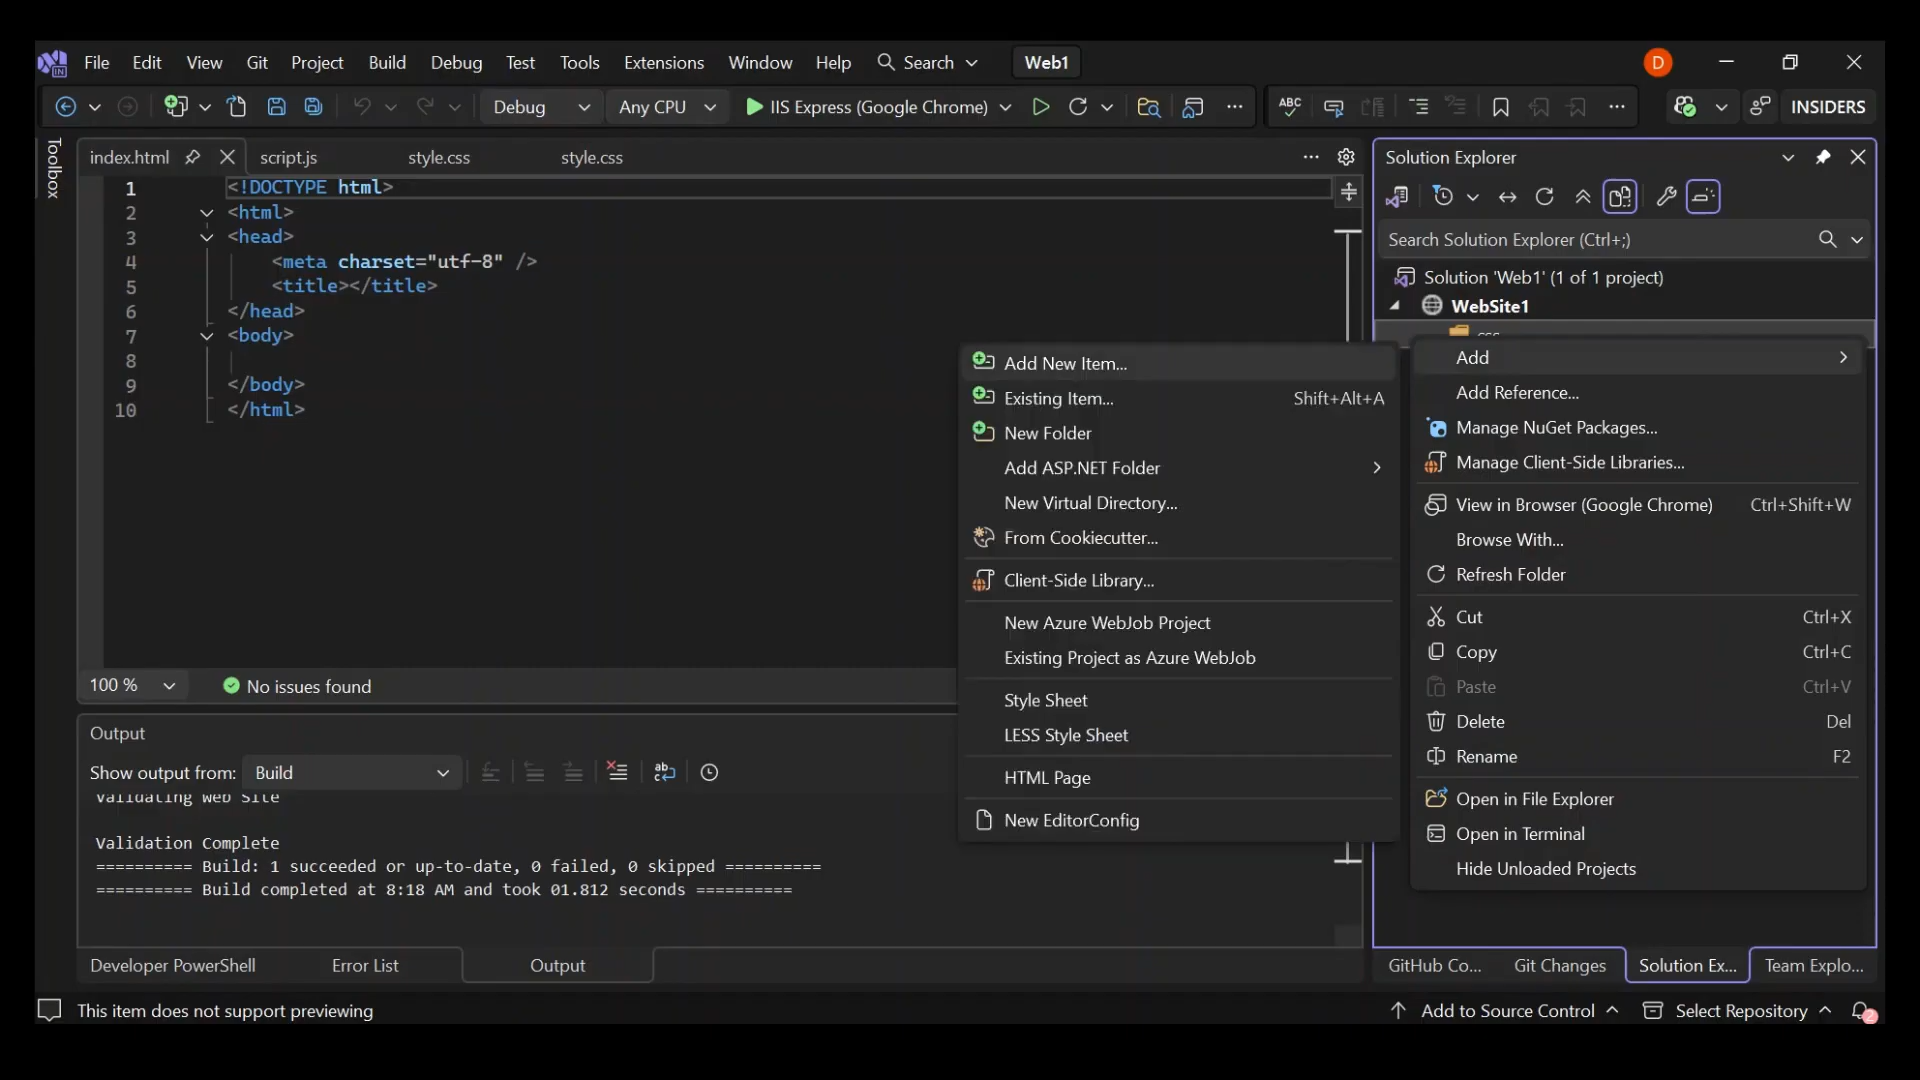 File Edit View Git Project Build Debug Test Tools Extensions Window Help Search Web1 D
Debug Any CPU IIS Express (Google Chrome) ABC INSIDERS
Toolbox
index.html script.js style.css style.css
1 <!DOCTYPE html>
2 <html>
3 <head>
4 <meta charset="utf-8" />
5 <title></title>
6 </head>
7 <body>
8
9 </body>
10 </html>
100 % No issues found
Output
Show output from: Build
Validating Web Site
Validation Complete
========== Build: 1 succeeded or up-to-date, 0 failed, 0 skipped ==========
========== Build completed at 8:18 AM and took 01.812 seconds ==========
Developer PowerShell Error List Output
Add New Item...
Existing Item... Shift+Alt+A
New Folder
Add ASP.NET Folder
New Virtual Directory...
From Cookiecutter...
Client-Side Library...
New Azure WebJob Project
Existing Project as Azure WebJob
Style Sheet
LESS Style Sheet
HTML Page
New EditorConfig
Solution Explorer
Search Solution Explorer (Ctrl+;)
Solution 'Web1' (1 of 1 project)
WebSite1
css
Add
Add Reference...
Manage NuGet Packages...
Manage Client-Side Libraries...
View in Browser (Google Chrome) Ctrl+Shift+W
Browse With...
Refresh Folder
Cut Ctrl+X
Copy Ctrl+C
Paste Ctrl+V
Delete Del
Rename F2
Open in File Explorer
Open in Terminal
Hide Unloaded Projects
GitHub Co... Git Changes Solution Ex... Team Explo...
This item does not support previewing Add to Source Control Select Repository 2